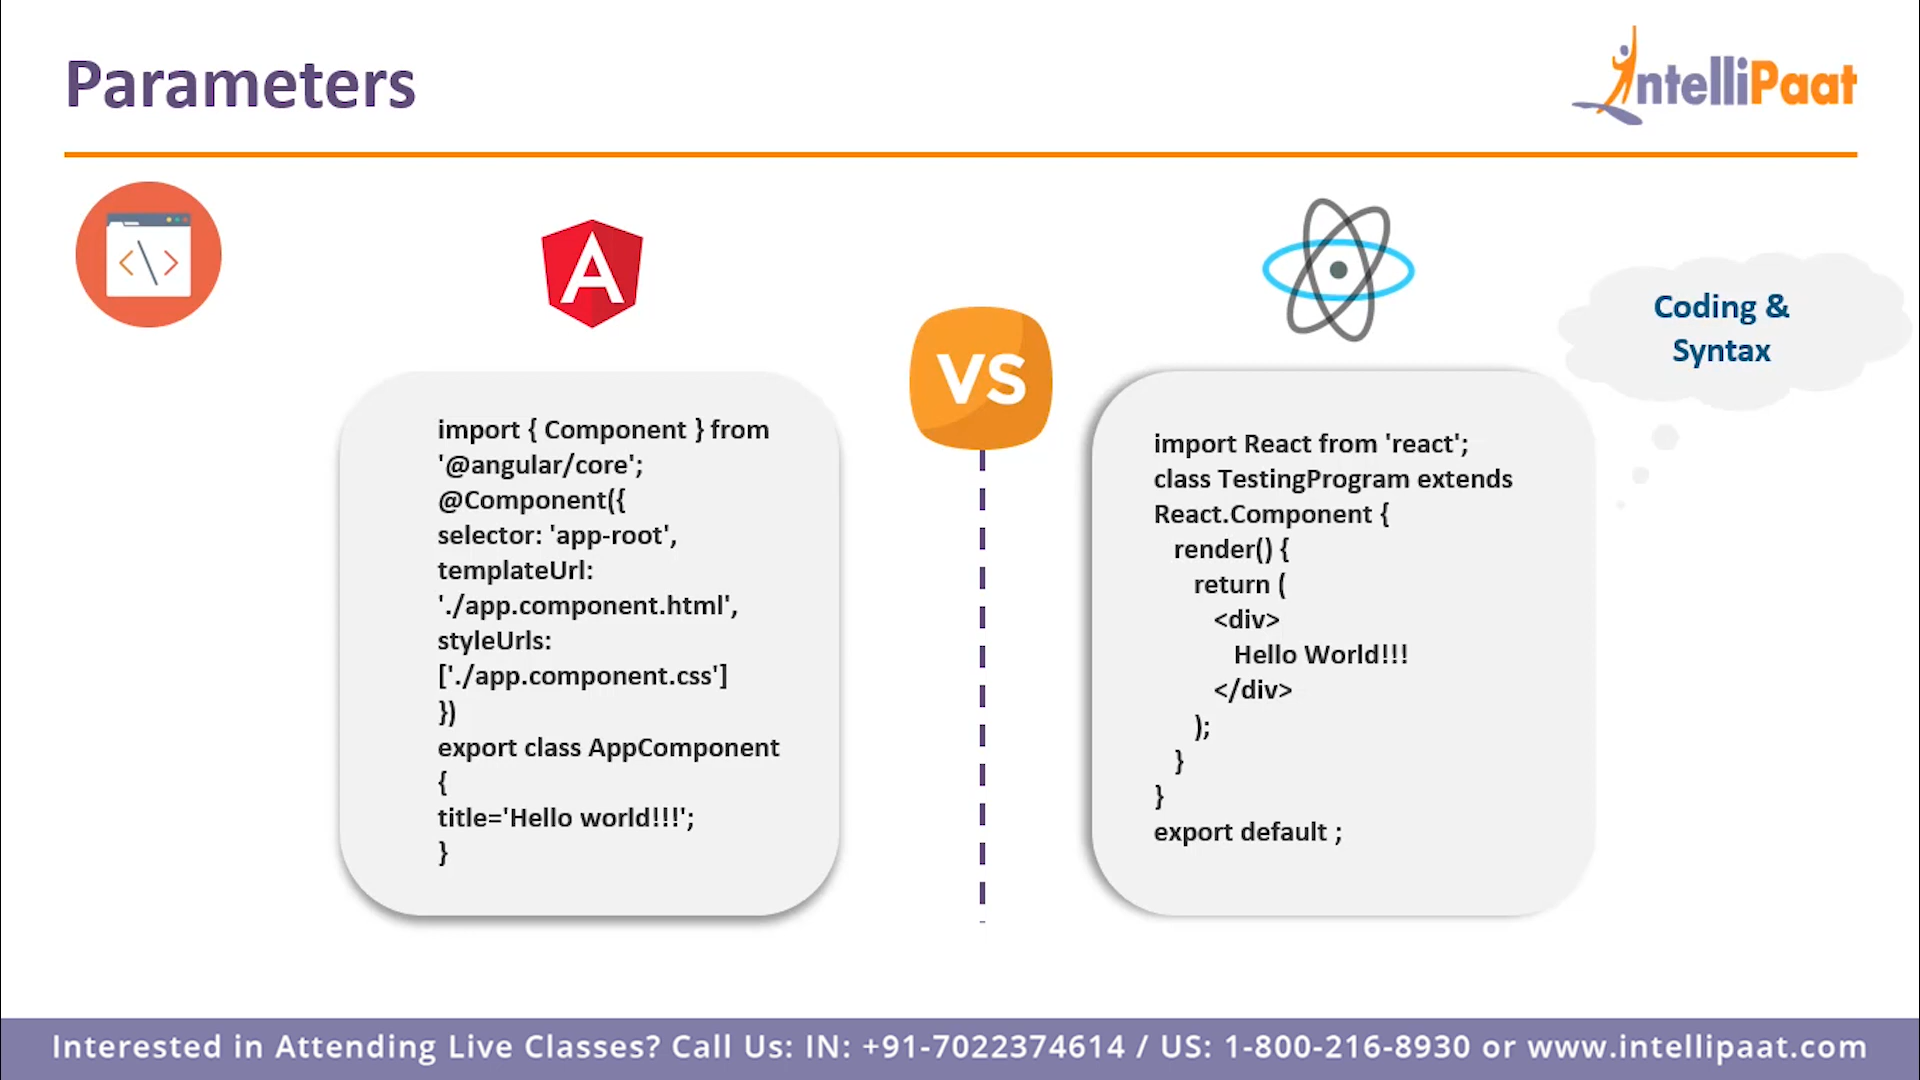 Parameters
IntelliPaat
A
VS
Coding &
Syntax
import { Component } from
'@angular/core';
@Component({
selector: 'app-root',
templateUrl:
'./app.component.html',
styleUrls:
['./app.component.css']
})
export class AppComponent
{
title='Hello world!!!';
}
import React from 'react';
class TestingProgram extends
React.Component {
render() {
return (
<div>
Hello World!!!
</div>
);
}
}
export default ;
Interested in Attending Live Classes? Call Us: IN: +91-7022374614 / US: 1-800-216-8930 or www.intellipaat.com